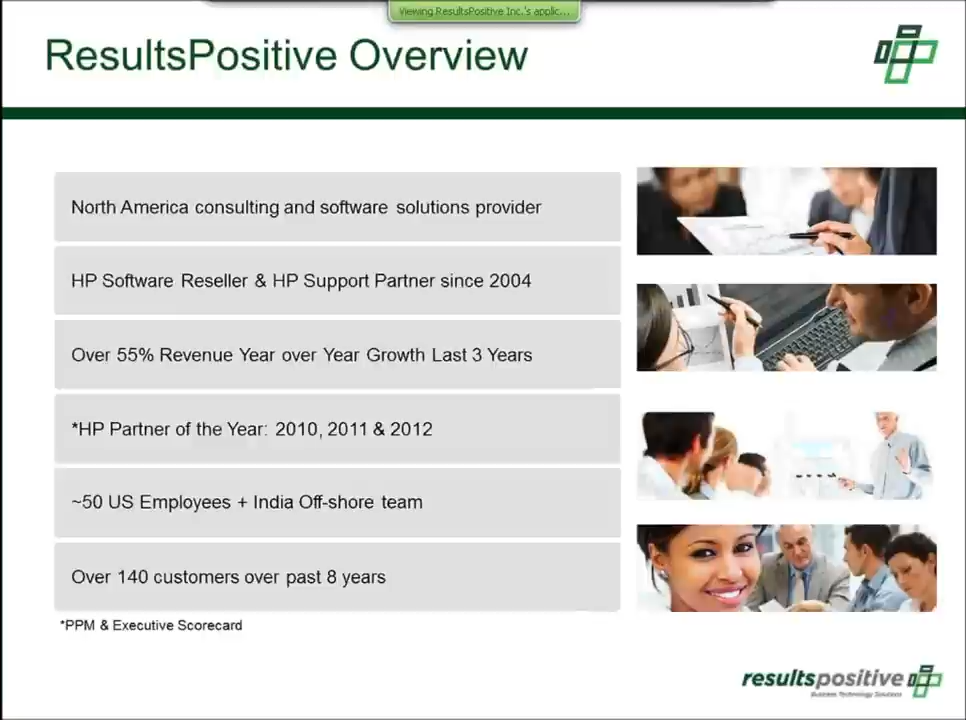 Viewing ResultsPositive Inc.'s applic...
ResultsPositive Overview
North America consulting and software solutions provider
HP Software Reseller & HP Support Partner since 2004
Over 55% Revenue Year over Year Growth Last 3 Years
*HP Partner of the Year: 2010, 2011 & 2012
~50 US Employees + India Off-shore team
Over 140 customers over past 8 years
*PPM & Executive Scorecard
resultspositive
Business Technology Solutions